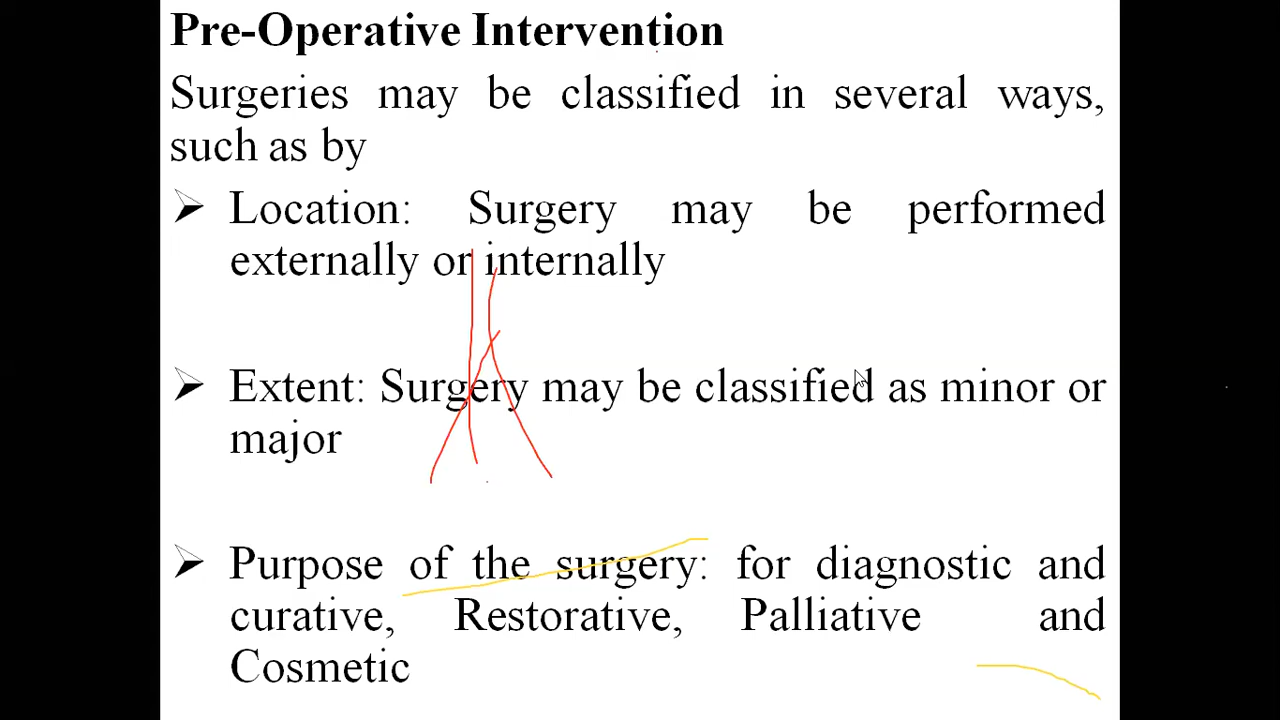 Pre-Operative Intervention
Surgeries may be classified in several ways,
such as by
➢ Location: Surgery may be performed
externally or internally
➢ Extent: Surgery may be classified as minor or
major
➢ Purpose of the surgery: for diagnostic and
curative, Restorative, Palliative and
Cosmetic